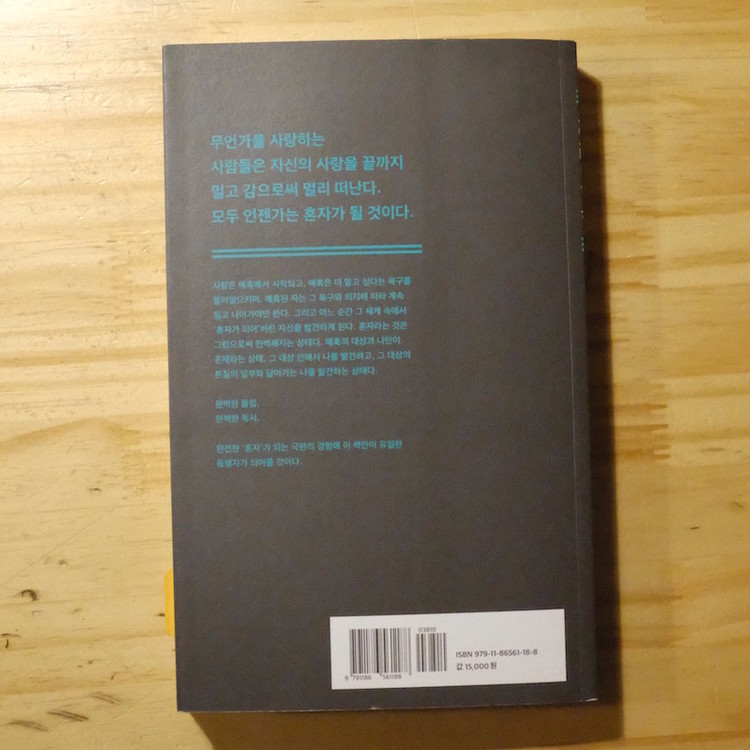 무언가를 사랑하는
사람들은 자신의 사랑을 끝까지
밀고 감으로써 멀리 떠난다.
모두 언젠가는 혼자가 될 것이다.
사랑은 매혹에서 시작되고, 매혹은 더 알고 싶다는 욕구를
불러일으키며, 매혹된 자는 그 욕구와 의지에 따라 계속
밀고 나아가야만 한다. 그리고 어느 순간 그 세계 속에서
'혼자가 되어'버린 자신을 발견하게 된다. 혼자라는 것은
그럼으로써 완벽해지는 상태다. 매혹의 대상과 나만이
존재하는 상태, 그 대상 안에서 나를 발견하고, 그 대상의
본질의 일부와 닮아가는 나를 발견하는 상태다.
완벽한 몰입,
완벽한 독서,
완전한 '혼자'가 되는 극한의 경험에 이 책만이 유일한
동행자가 되어줄 것이다.
03810
9 791186 561188
ISBN 979-11-86561-18-8
값 15,000원